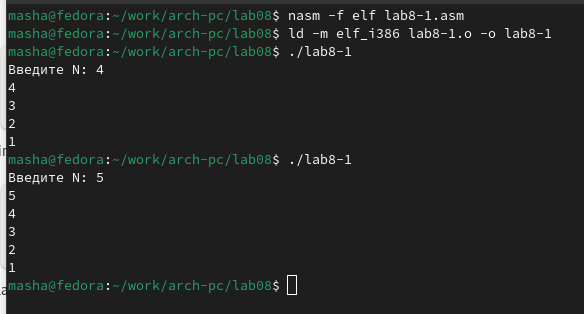 masha@fedora:~/work/arch-pc/lab08$ nasm -f elf lab8-1.asm
masha@fedora:~/work/arch-pc/lab08$ ld -m elf_i386 lab8-1.o -o lab8-1
masha@fedora:~/work/arch-pc/lab08$ ./lab8-1
Введите N: 4
4
3
2
1
masha@fedora:~/work/arch-pc/lab08$ ./lab8-1
Введите N: 5
5
4
3
2
1
masha@fedora:~/work/arch-pc/lab08$